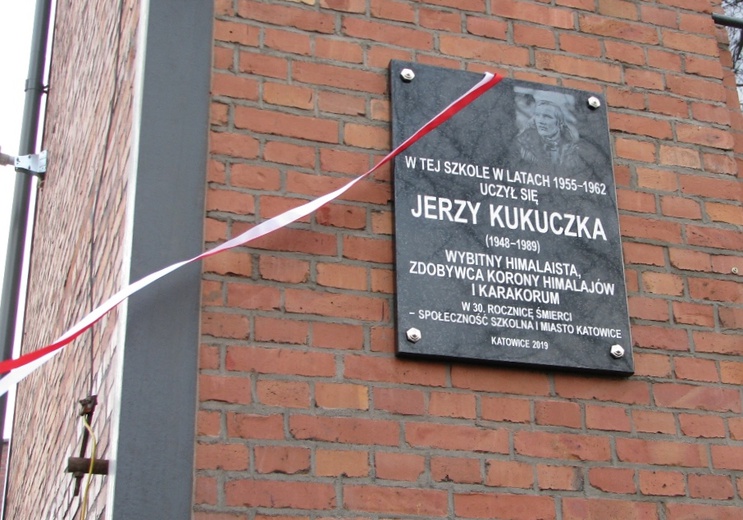 W TEJ SZKOLE W LATACH 1955-1962
UCZYŁ SIĘ
JERZY KUKUCZKA
(1948-1989)
WYBITNY HIMALAISTA,
ZDOBYWCA KORONY HIMALAJÓW
I KARAKORUM
W 30. ROCZNICĘ ŚMIERCI
- SPOŁECZNOŚĆ SZKOLNA I MIASTO KATOWICE
KATOWICE 2019